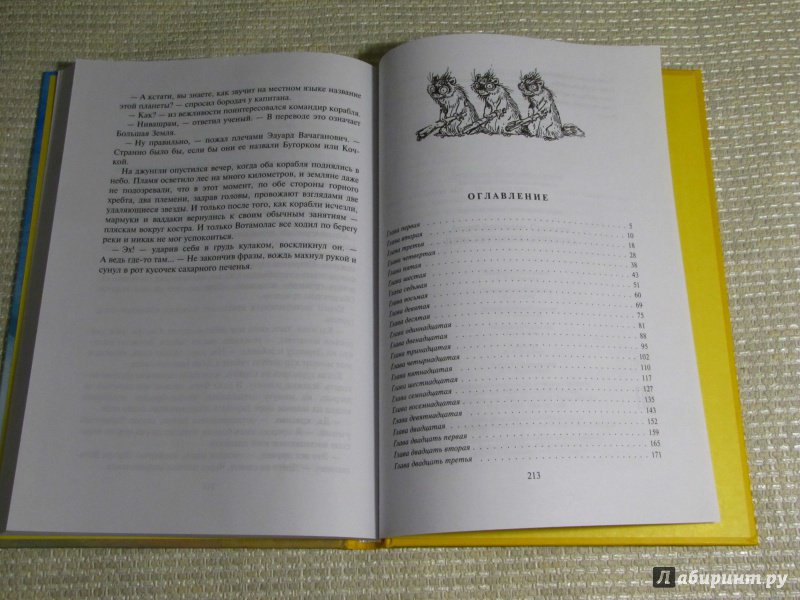 — А кстати, вы знаете, как звучит на местном языке название
этой планеты? — спросил бородач у капитана.
— Как? — из вежливости поинтересовался командир корабля.
— Нивашрам, — ответил ученый. — В переводе это означает
Большая Земля.
— Ну правильно, — пожал плечами Эдуард Вачаганович. —
Странно было бы, если бы они ее назвали Бугорком или Коч-
кой.
На джунгли опустился вечер, когда оба корабля поднялись в
небо. Пламя осветило лес на много километров, и земляне даже
не подозревали, что в этот момент, по обе стороны горного
хребта, два племени, задрав головы, провожают взглядами две
удаляющиеся звезды. И только после того, как корабли исчезли,
мармуки и ваддаки вернулись к своим обычным занятиям —
пляскам вокруг костра. И только Вотамолас все ходил по берегу
реки и никак не мог успокоиться.
— Эх! — ударив себя в грудь кулаком, воскликнул он. —
А ведь где-то там... — Не закончив фразы, вождь махнул рукой и
сунул в рот кусочек сахарного печенья.
ОГЛАВЛЕНИЕ
Глава первая . . . 5
Глава вторая . . . 10
Глава третья . . . 18
Глава четвертая . . . 28
Глава пятая . . . 38
Глава шестая . . . 43
Глава седьмая . . . 51
Глава восьмая . . . 60
Глава девятая . . . 69
Глава десятая . . . 75
Глава одиннадцатая . . . 81
Глава двенадцатая . . . 88
Глава тринадцатая . . . 95
Глава четырнадцатая . . . 102
Глава пятнадцатая . . . 110
Глава шестнадцатая . . . 117
Глава семнадцатая . . . 127
Глава восемнадцатая . . . 135
Глава девятнадцатая . . . 143
Глава двадцатая . . . 152
Глава двадцать первая . . . 159
Глава двадцать вторая . . . 165
Глава двадцать третья . . . 171
213
Лабиринт.ру